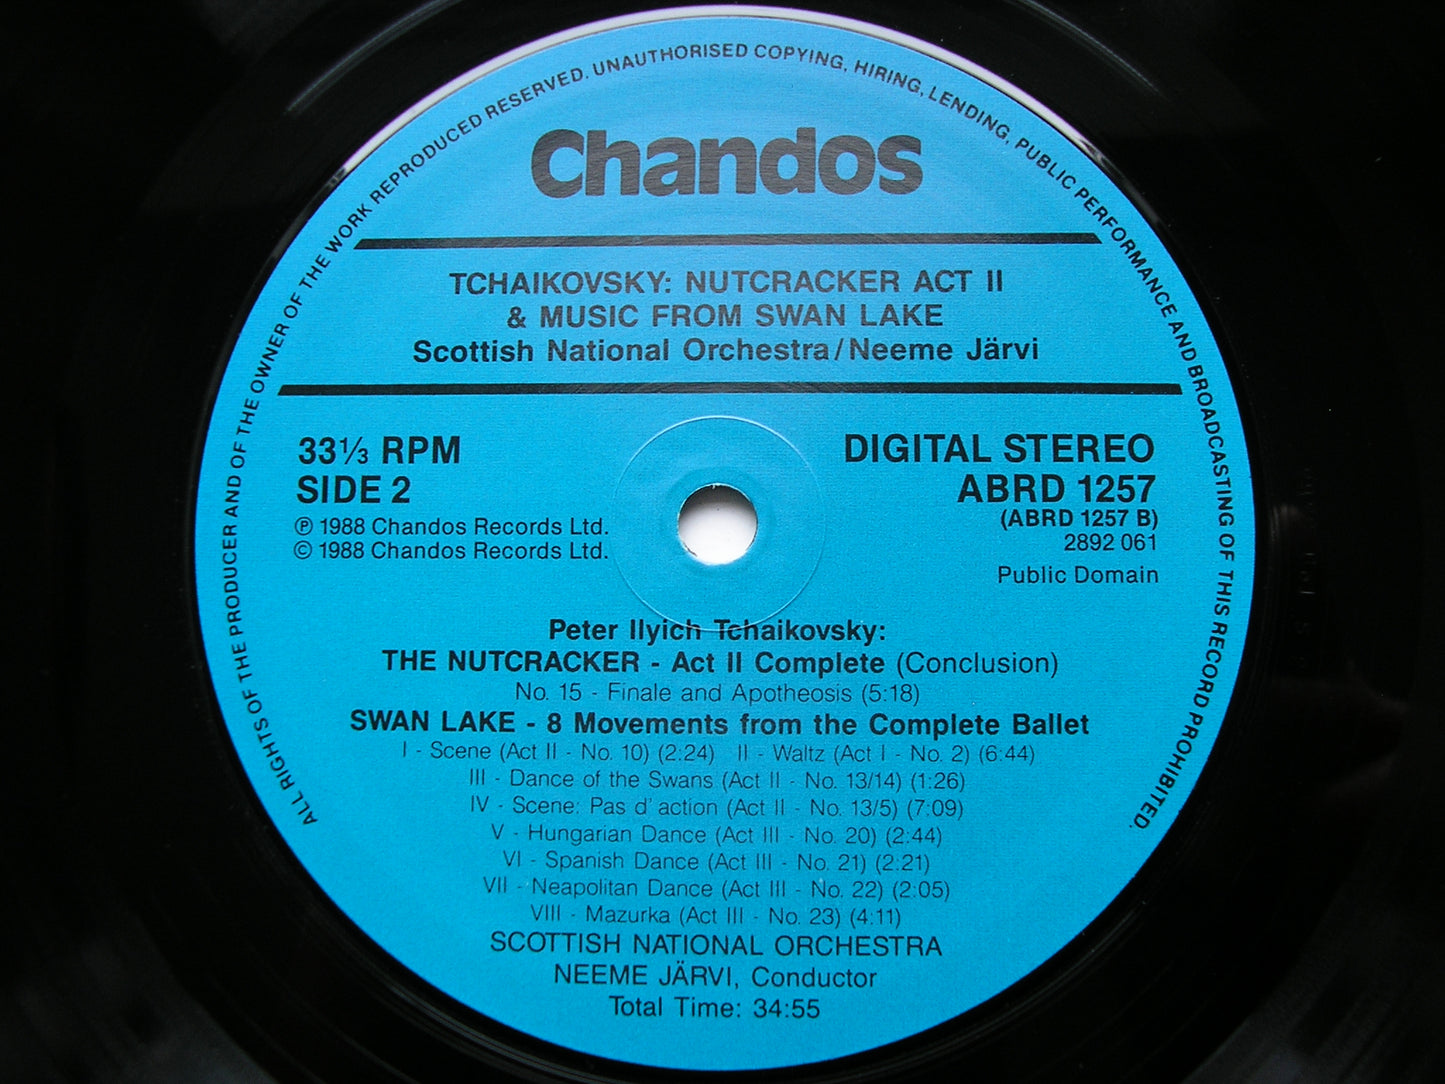 ALL RIGHTS OF THE PRODUCER AND OF THE OWNER OF THE WORK REPRODUCED RESERVED. UNAUTHORISED COPYING, HIRING, LENDING, PUBLIC PERFORMANCE AND BROADCASTING OF THIS RECORD PROHIBITED.
Chandos
TCHAIKOVSKY: NUTCRACKER ACT II
& MUSIC FROM SWAN LAKE
Scottish National Orchestra/Neeme Järvi
33⅓ RPM DIGITAL STEREO
SIDE 2 ABRD 1257
(ABRD 1257 B)
℗ 1988 Chandos Records Ltd.
© 1988 Chandos Records Ltd. 2892 061
Public Domain
Peter Ilyich Tchaikovsky:
THE NUTCRACKER - Act II Complete (Conclusion)
No. 15 - Finale and Apotheosis (5:18)
SWAN LAKE - 8 Movements from the Complete Ballet
I - Scene (Act II - No. 10) (2:24) II - Waltz (Act I - No. 2) (6:44)
III - Dance of the Swans (Act II - No. 13/14) (1:26)
IV - Scene: Pas d'action (Act II - No. 13/5) (7:09)
V - Hungarian Dance (Act III - No. 20) (2:44)
VI - Spanish Dance (Act III - No. 21) (2:21)
VII - Neapolitan Dance (Act III - No. 22) (2:05)
VIII - Mazurka (Act III - No. 23) (4:11)
SCOTTISH NATIONAL ORCHESTRA
NEEME JÄRVI, Conductor
Total Time: 34:55